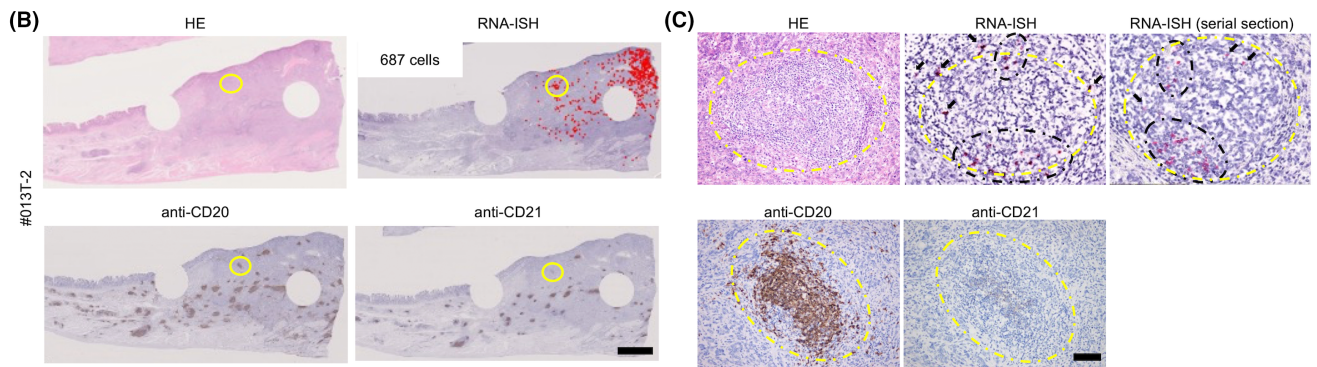 (B)
HE
RNA-ISH
687 cells
#013T-2
anti-CD20
anti-CD21
(C)
HE
RNA-ISH
RNA-ISH (serial section)
anti-CD20
anti-CD21